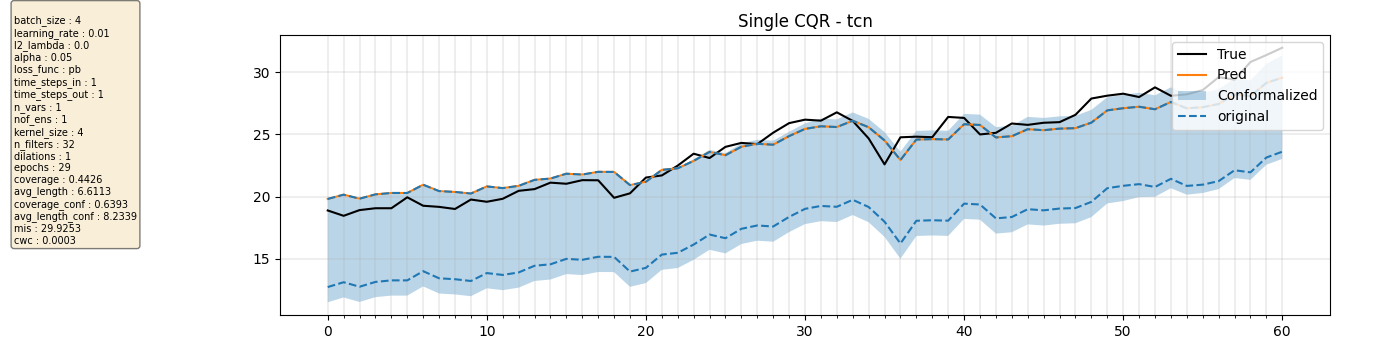 batch_size : 4
learning_rate : 0.01
l2_lambda : 0.0
alpha : 0.05
loss_func : pb
time_steps_in : 1
time_steps_out : 1
n_vars : 1
nof_ens : 1
kernel_size : 4
n_filters : 32
dilations : 1
epochs : 29
coverage : 0.4426
avg_length : 6.6113
coverage_conf : 0.6393
avg_length_conf : 8.2339
mis : 29.9253
cwc : 0.0003
Single CQR - tcn
30
25
20
15
0 10 20 30 40 50 60
True
Pred
Conformalized
original